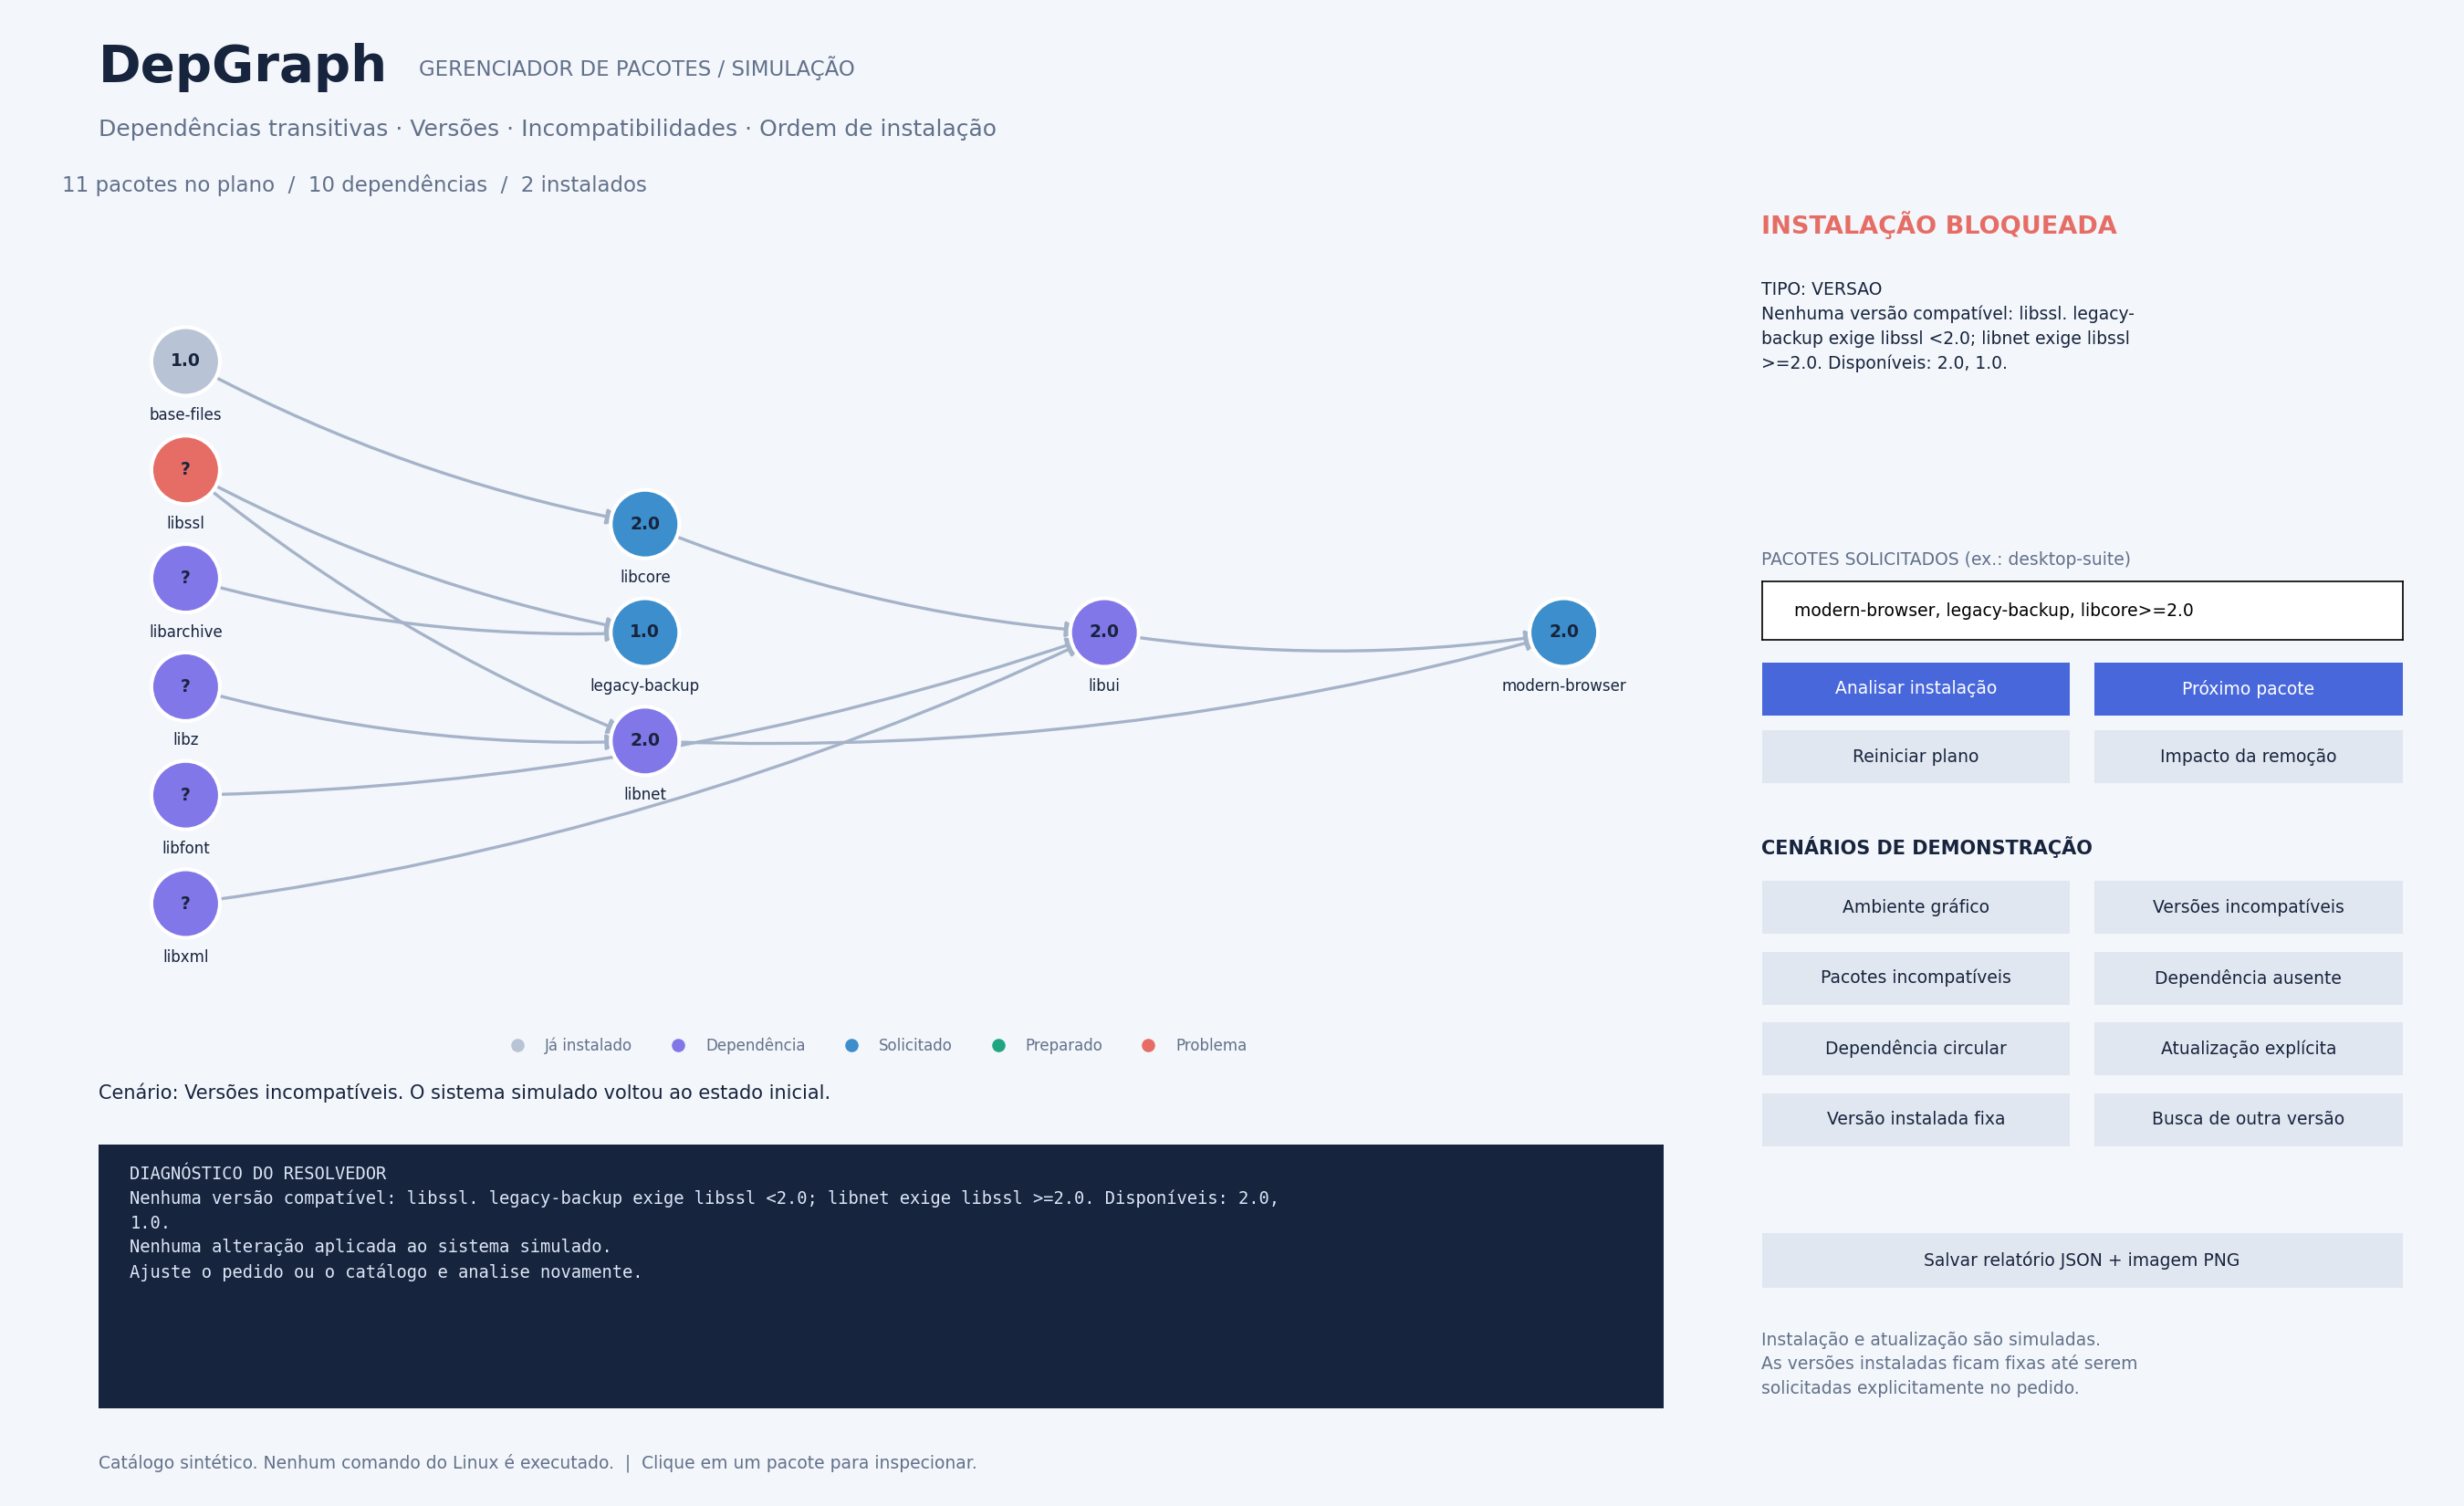 DepGraph GERENCIADOR DE PACOTES / SIMULAÇÃO
Dependências transitivas · Versões · Incompatibilidades · Ordem de instalação
11 pacotes no plano / 10 dependências / 2 instalados
1.0
base-files
?
libssl
?
libarchive
?
libz
?
libfont
?
libxml
2.0
libcore
1.0
legacy-backup
2.0
libnet
2.0
libui
2.0
modern-browser
Já instalado
Dependência
Solicitado
Preparado
Problema
Cenário: Versões incompatíveis. O sistema simulado voltou ao estado inicial.
DIAGNÓSTICO DO RESOLVEDOR
Nenhuma versão compatível: libssl. legacy-backup exige libssl <2.0; libnet exige libssl >=2.0. Disponíveis: 2.0,
1.0.
Nenhuma alteração aplicada ao sistema simulado.
Ajuste o pedido ou o catálogo e analise novamente.
Catálogo sintético. Nenhum comando do Linux é executado. | Clique em um pacote para inspecionar.
INSTALAÇÃO BLOQUEADA
TIPO: VERSAO
Nenhuma versão compatível: libssl. legacy-
backup exige libssl <2.0; libnet exige libssl
>=2.0. Disponíveis: 2.0, 1.0.
PACOTES SOLICITADOS (ex.: desktop-suite)
modern-browser, legacy-backup, libcore>=2.0
Analisar instalação
Próximo pacote
Reiniciar plano
Impacto da remoção
CENÁRIOS DE DEMONSTRAÇÃO
Ambiente gráfico
Versões incompatíveis
Pacotes incompatíveis
Dependência ausente
Dependência circular
Atualização explícita
Versão instalada fixa
Busca de outra versão
Salvar relatório JSON + imagem PNG
Instalação e atualização são simuladas.
As versões instaladas ficam fixas até serem
solicitadas explicitamente no pedido.